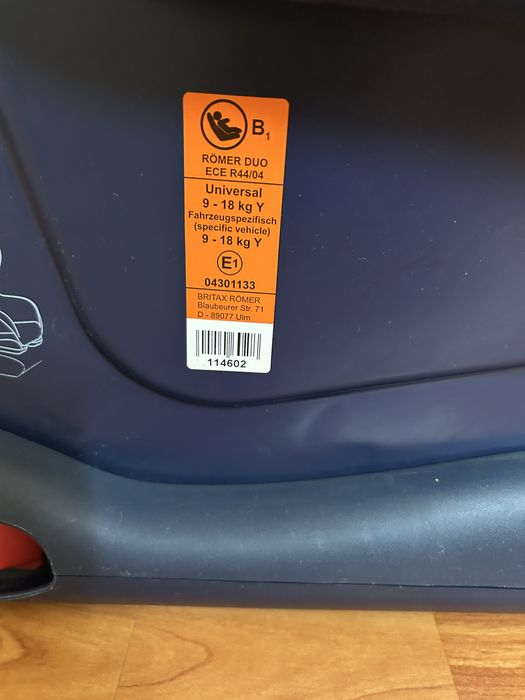 B1
RÖMER DUO
ECE R44/04
Universal
9 - 18 kg Y
Fahrzeugspezifisch
(specific vehicle)
9 - 18 kg Y
E1
04301133
BRITAX RÖMER
Blaubeurer Str. 71
D - 89077 Ulm
114602